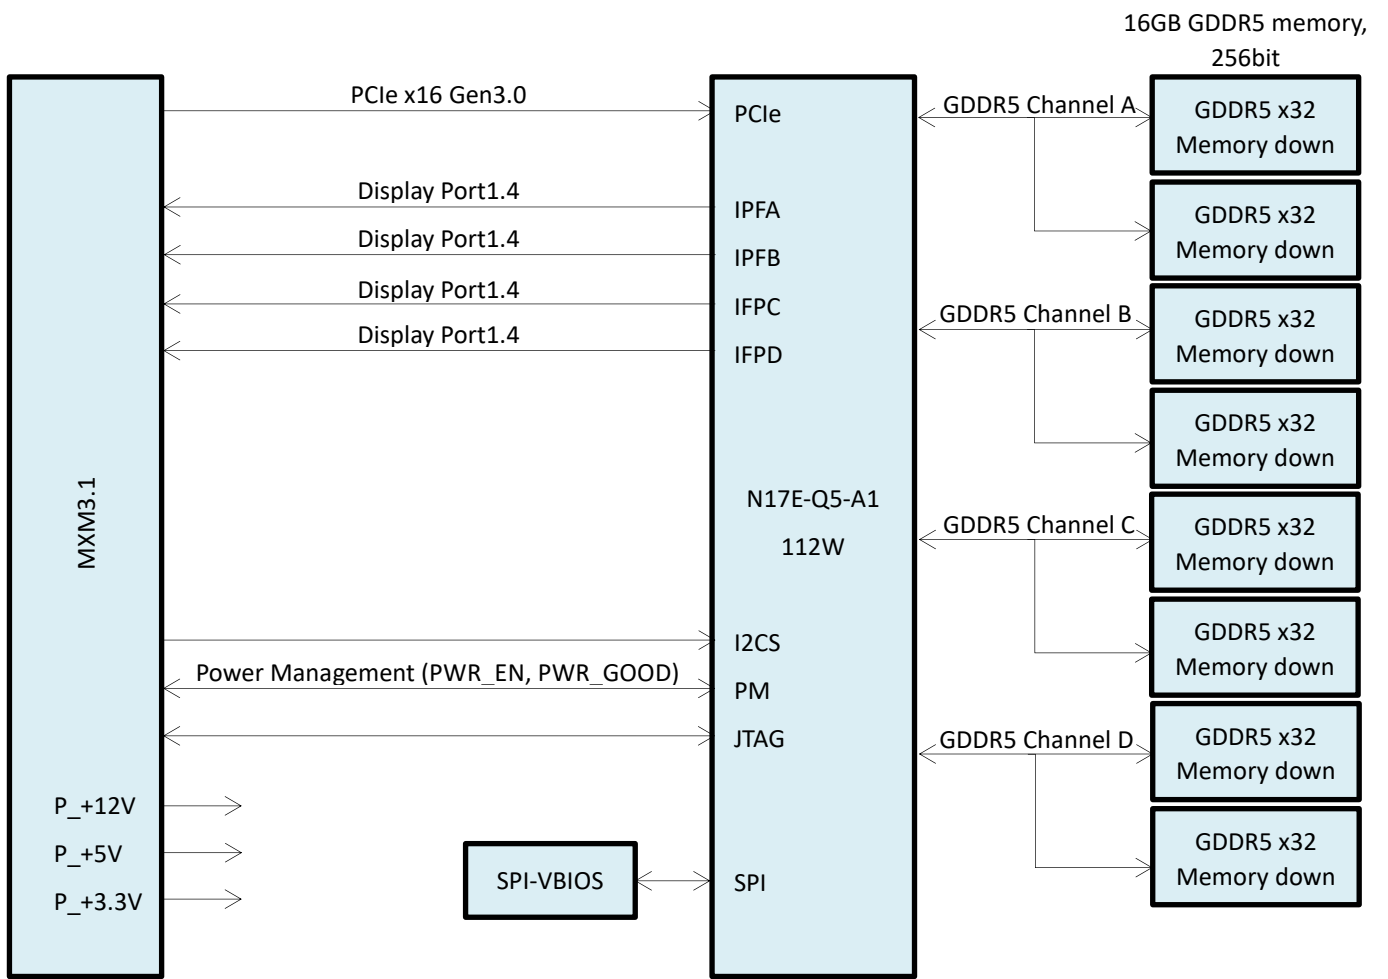 16GB GDDR5 memory,
256bit
MXM3.1
P_+12V
P_+5V
P_+3.3V
PCIe x16 Gen3.0
Display Port1.4
Display Port1.4
Display Port1.4
Display Port1.4
Power Management (PWR_EN, PWR_GOOD)
SPI-VBIOS
PCIe
IPFA
IPFB
IFPC
IFPD
N17E-Q5-A1
112W
I2CS
PM
JTAG
SPI
GDDR5 Channel A
GDDR5 x32
Memory down
GDDR5 x32
Memory down
GDDR5 Channel B
GDDR5 x32
Memory down
GDDR5 x32
Memory down
GDDR5 Channel C
GDDR5 x32
Memory down
GDDR5 x32
Memory down
GDDR5 Channel D
GDDR5 x32
Memory down
GDDR5 x32
Memory down